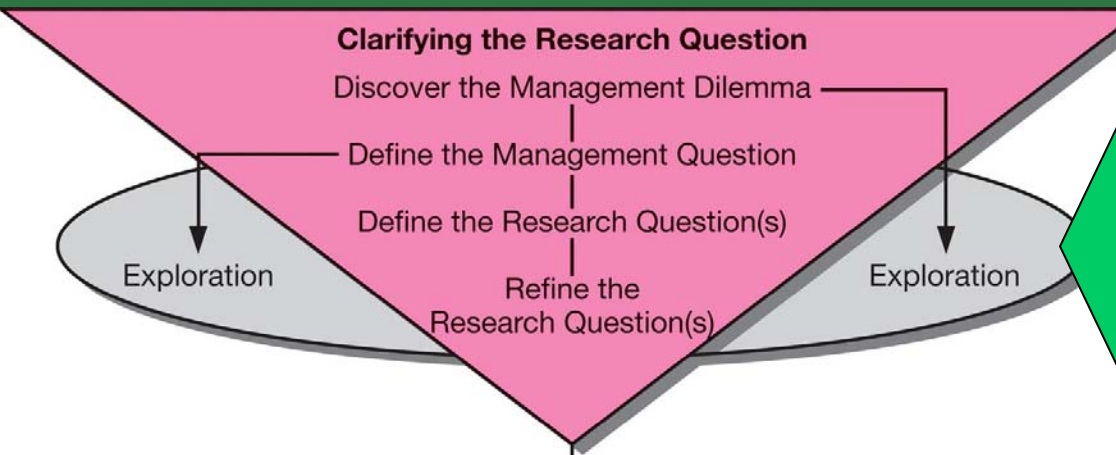 Clarifying the Research Question
Discover the Management Dilemma
Define the Management Question
Define the Research Question(s)
Exploration
Exploration
Refine the
Research Question(s)